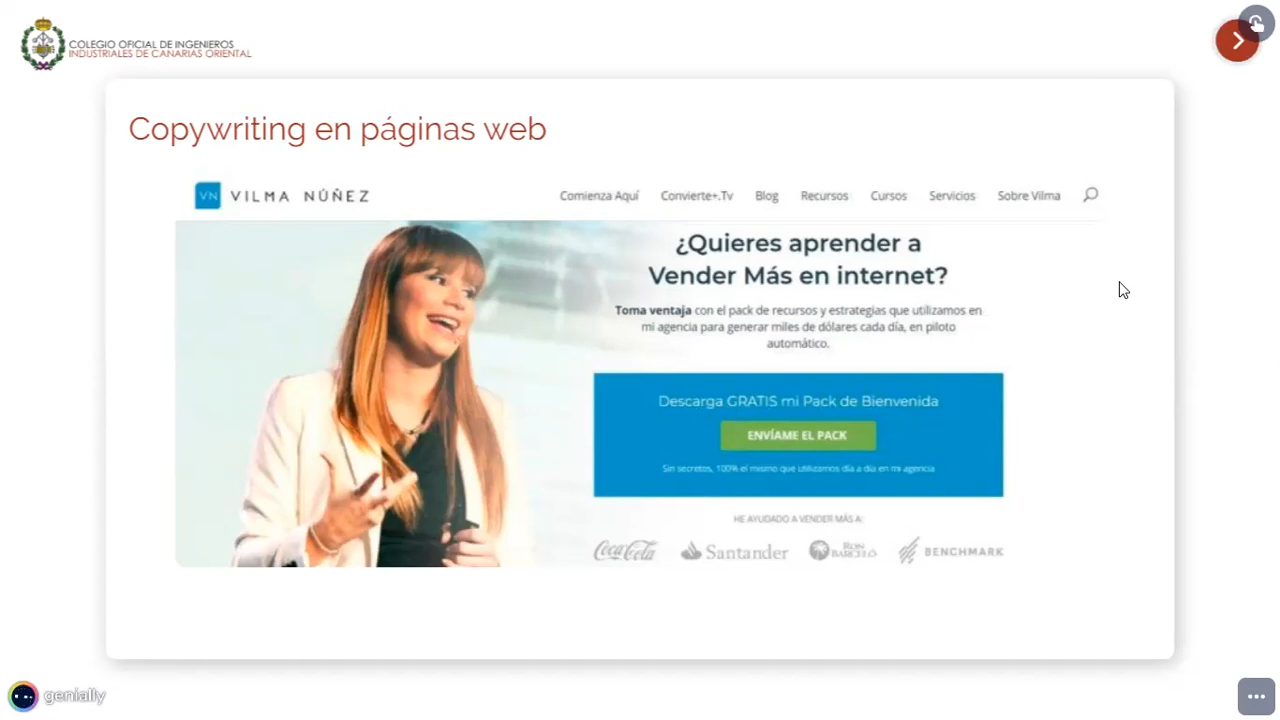 COLEGIO OFICIAL DE INGENIEROS
INDUSTRIALES DE CANARIAS ORIENTAL
Copywriting en páginas web
VN VILMA NÚÑEZ
Comienza Aquí Convierte+.Tv Blog Recursos Cursos Servicios Sobre Vilma
¿Quieres aprender a
Vender Más en internet?
Toma ventaja con el pack de recursos y estrategias que utilizamos en
mi agencia para generar miles de dólares cada día, en piloto
automático.
Descarga GRATIS mi Pack de Bienvenida
ENVÍAME EL PACK
Sin secretos, 100% el mismo que utilizamos día a día en mi agencia
HE AYUDADO A VENDER MÁS A:
Coca-Cola Santander RON BARCELÓ BENCHMARK
genially